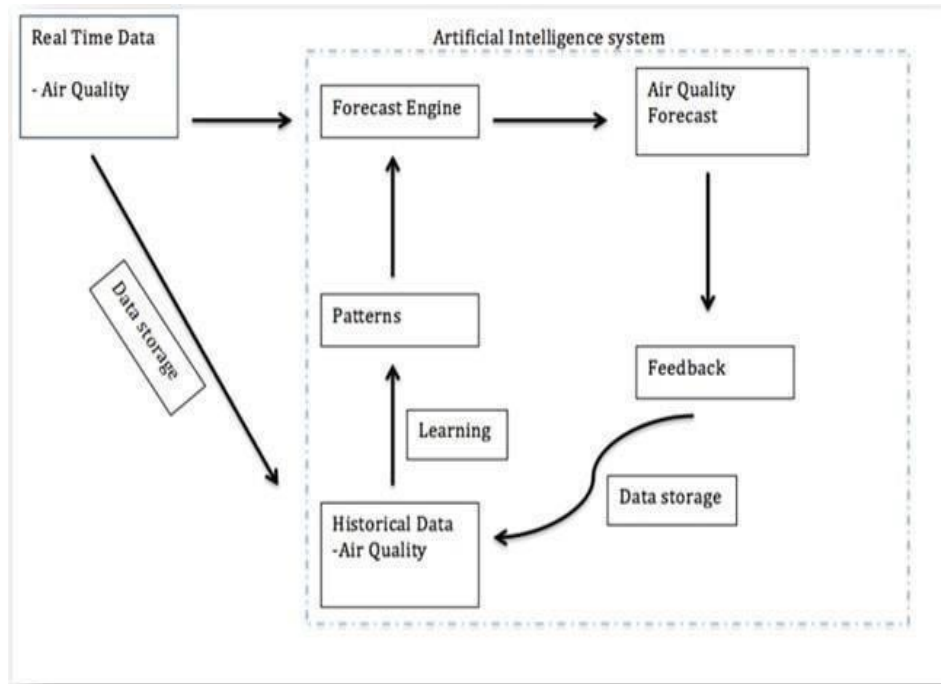 Real Time Data
- Air Quality
Artificial Intelligence system
Forecast Engine
Air Quality
Forecast
Data storage
Patterns
Feedback
Learning
Data storage
Historical Data
-Air Quality